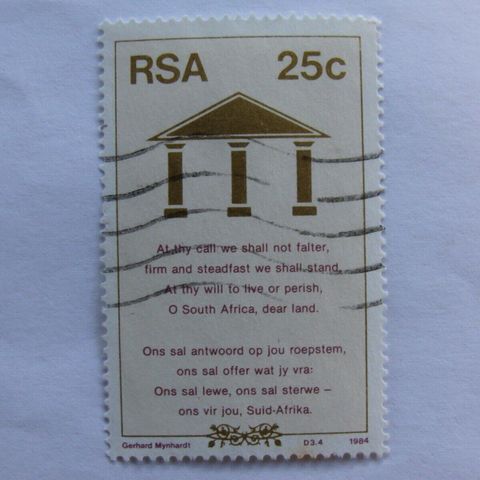 RSA 25c
At thy call we shall not falter,
firm and steadfast we shall stand,
At thy will to live or perish,
O South Africa, dear land.
Ons sal antwoord op jou roepstem,
ons sal offer wat jy vra:
Ons sal lewe, ons sal sterwe –
ons vir jou, Suid-Afrika.
Gerhard Mynhardt D3.4 1984